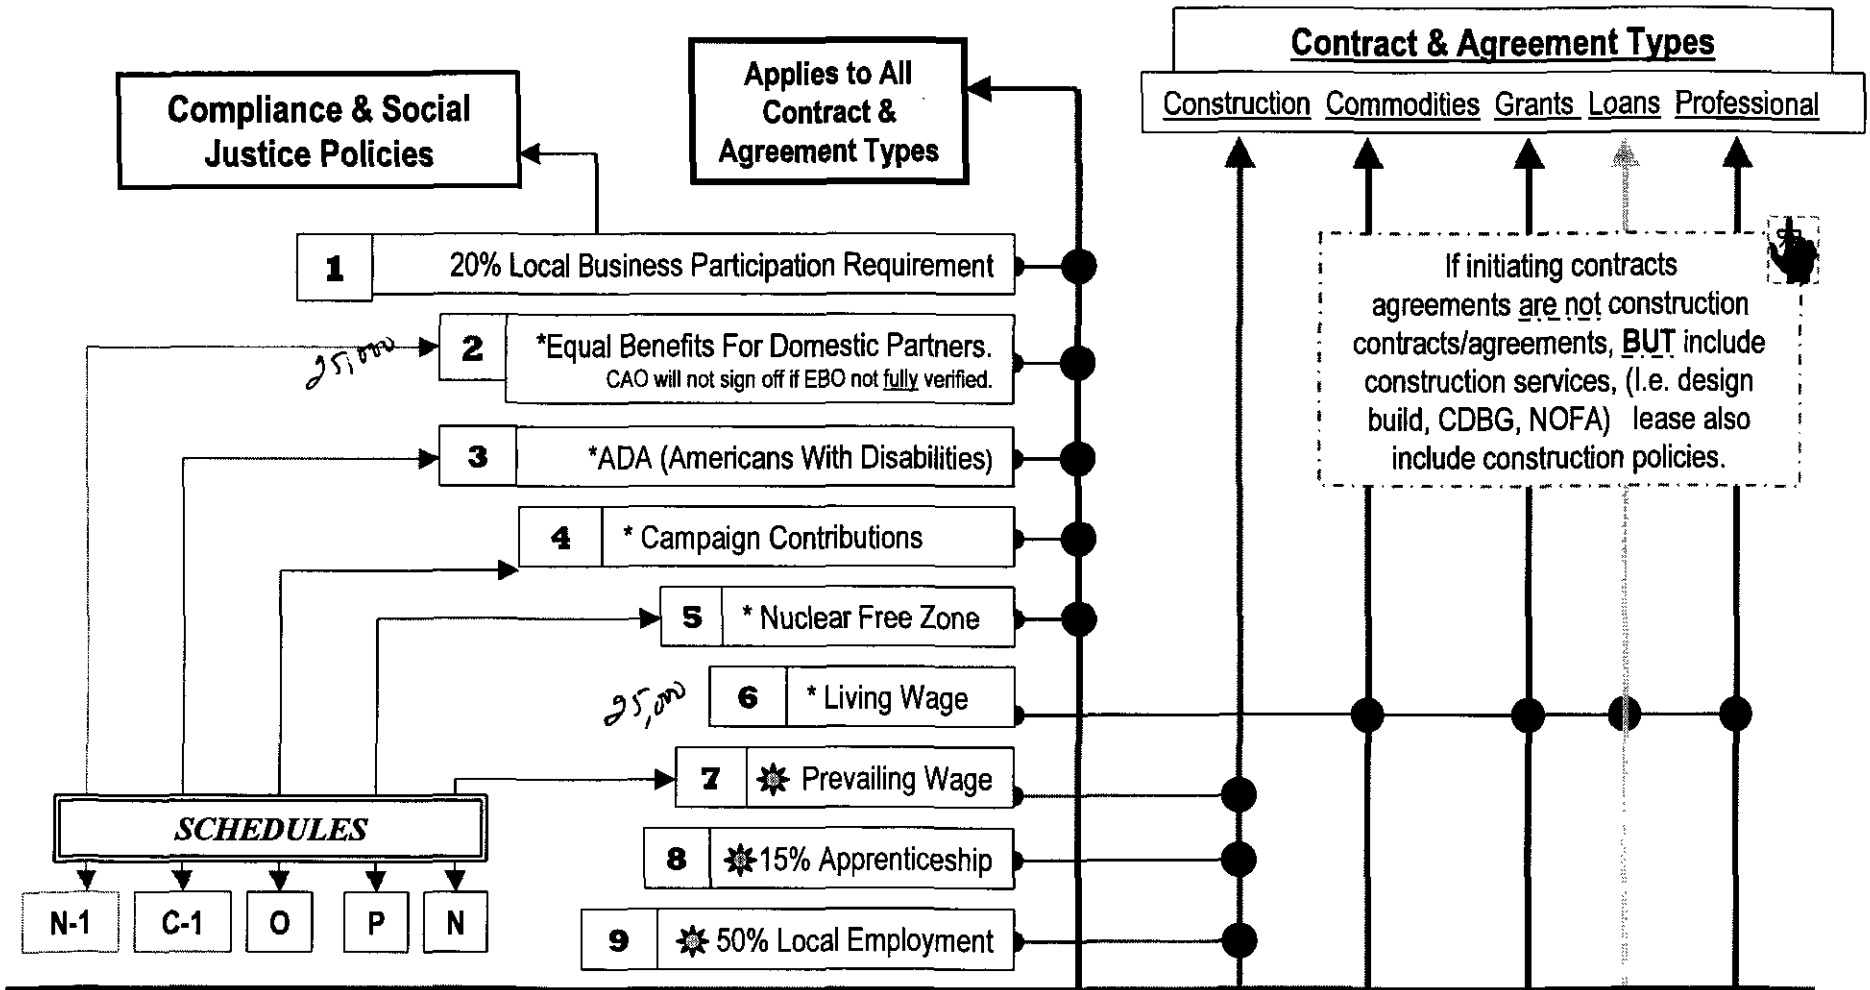 Contract & Agreement Types
Construction Commodities Grants Loans Professional
Applies to All
Contract &
Agreement Types
Compliance & Social
Justice Policies
1 20% Local Business Participation Requirement
If initiating contracts
agreements are not construction
contracts/agreements, BUT include
construction services, (I.e. design
build, CDBG, NOFA) lease also
include construction policies.
25,000
2 *Equal Benefits For Domestic Partners.
CAO will not sign off if EBO not fully verified.
3 *ADA (Americans With Disabilities)
4 * Campaign Contributions
5 * Nuclear Free Zone
25,000
6 * Living Wage
7 Prevailing Wage
8 15% Apprenticeship
9 50% Local Employment
SCHEDULES
N-1 C-1 O P N